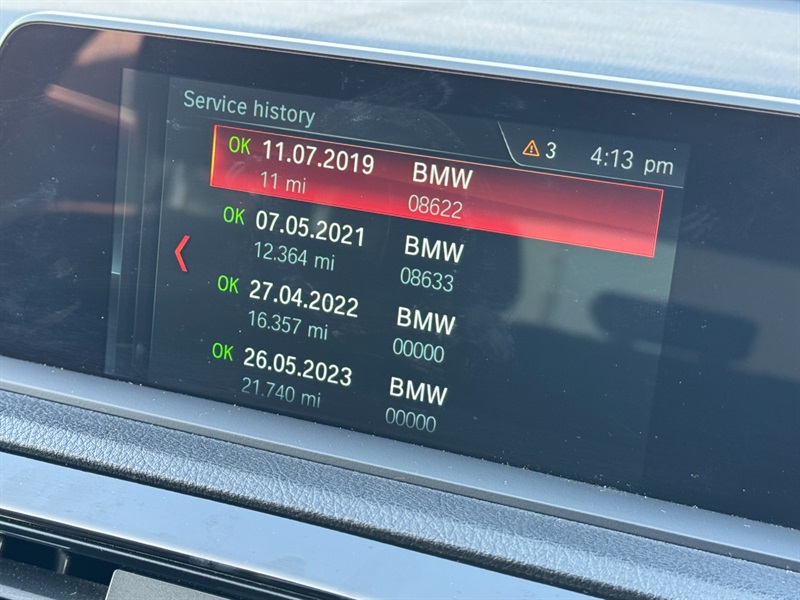 Service history
3 4:13 pm
OK 11.07.2019 BMW
11 mi 08622
OK 07.05.2021 BMW
12.364 mi 08633
OK 27.04.2022 BMW
16.357 mi 00000
OK 26.05.2023 BMW
21.740 mi 00000